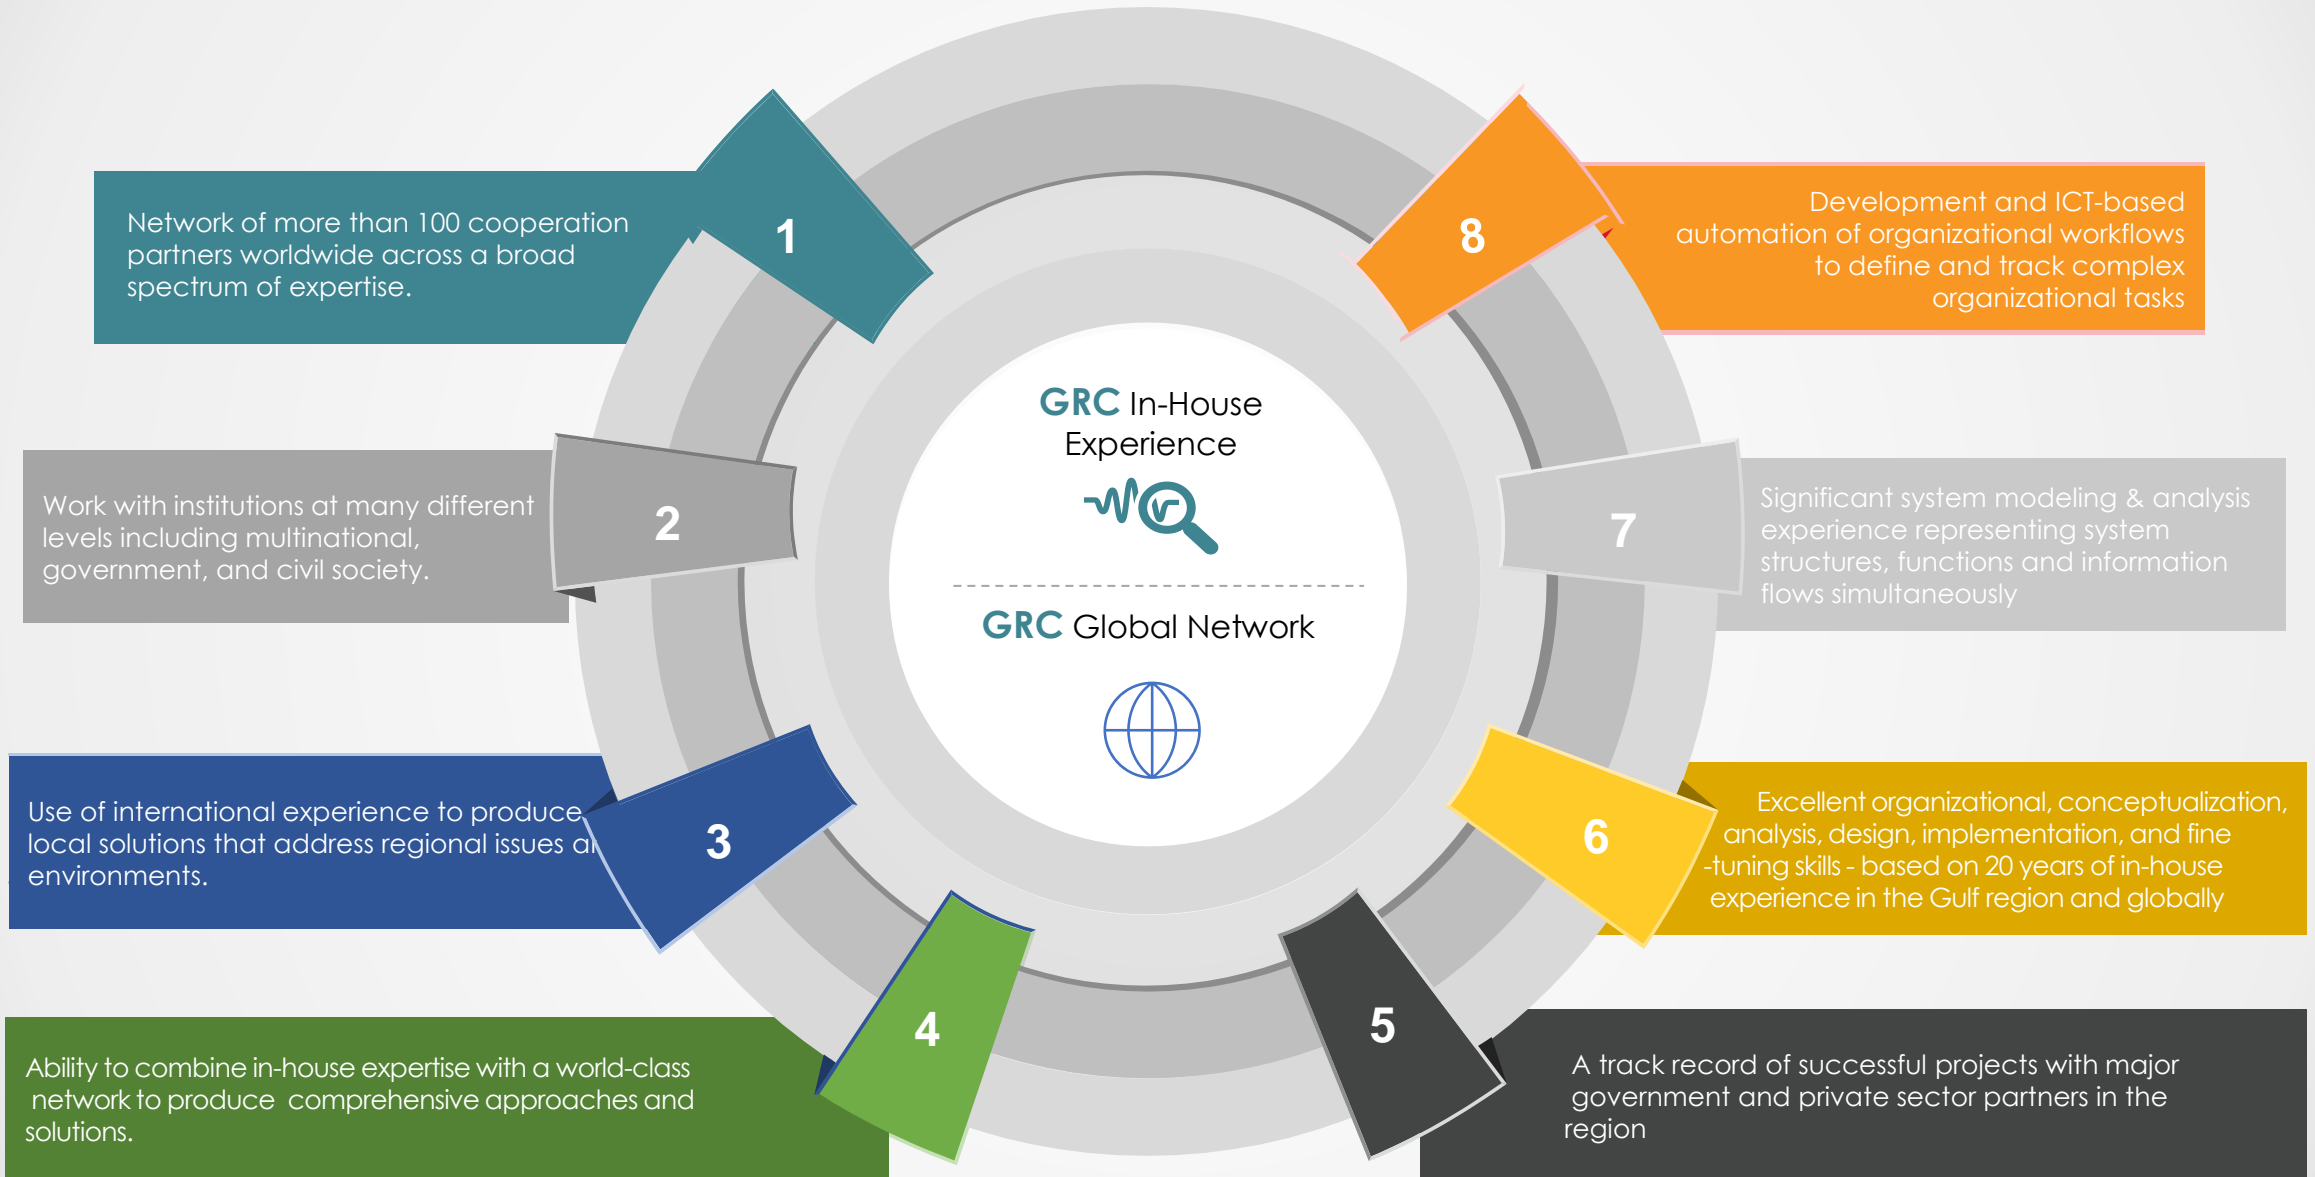 1
Network of more than 100 cooperation
partners worldwide across a broad
spectrum of expertise.
2
Work with institutions at many different
levels including multinational,
government, and civil society.
3
Use of international experience to produce
local solutions that address regional issues
environments.
4
Ability to combine in-house expertise with a world-class
network to produce comprehensive approaches and
solutions.
GRC In-House
Experience
GRC Global Network
5
A track record of successful projects with major
government and private sector partners in the
region
6
Excellent organizational, conceptualization,
analysis, design, implementation, and fine
-tuning skills - based on 20 years of in-house
experience in the Gulf region and globally
7
Significant system modeling & analysis
experience representing system
structures, functions and information
flows simultaneously
8
Development and ICT-based
automation of organizational workflows
to define and track complex
organizational tasks